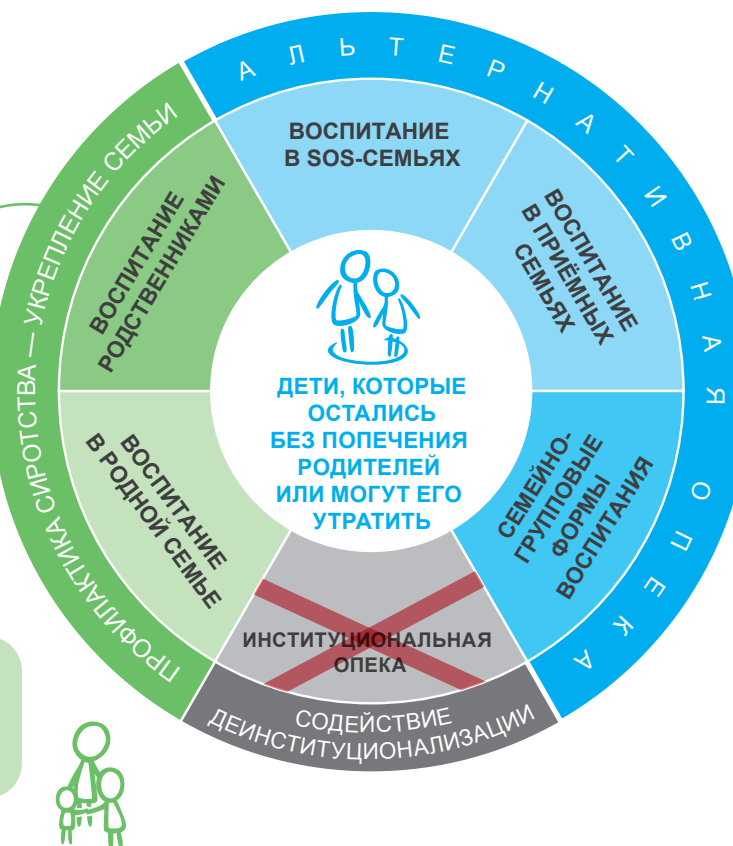 АЛЬТЕРНАТИВНАЯ ОПЕКА
ПРОФИЛАКТИКА СИРОТСТВА — УКРЕПЛЕНИЕ СЕМЬИ
ВОСПИТАНИЕ
В SOS-СЕМЬЯХ
ВОСПИТАНИЕ
В ПРИЁМНЫХ
СЕМЬЯХ
СЕМЕЙНО-
ГРУППОВЫЕ
ФОРМЫ
ВОСПИТАНИЯ
ВОСПИТАНИЕ
РОДСТВЕННИКАМИ
ВОСПИТАНИЕ
В РОДНОЙ СЕМЬЕ
ДЕТИ, КОТОРЫЕ
ОСТАЛИСЬ
БЕЗ ПОПЕЧЕНИЯ
РОДИТЕЛЕЙ
ИЛИ МОГУТ ЕГО
УТРАТИТЬ
ИНСТИТУЦИОНАЛЬНАЯ
ОПЕКА
СОДЕЙСТВИЕ
ДЕИНСТИТУЦИОНАЛИЗАЦИИ